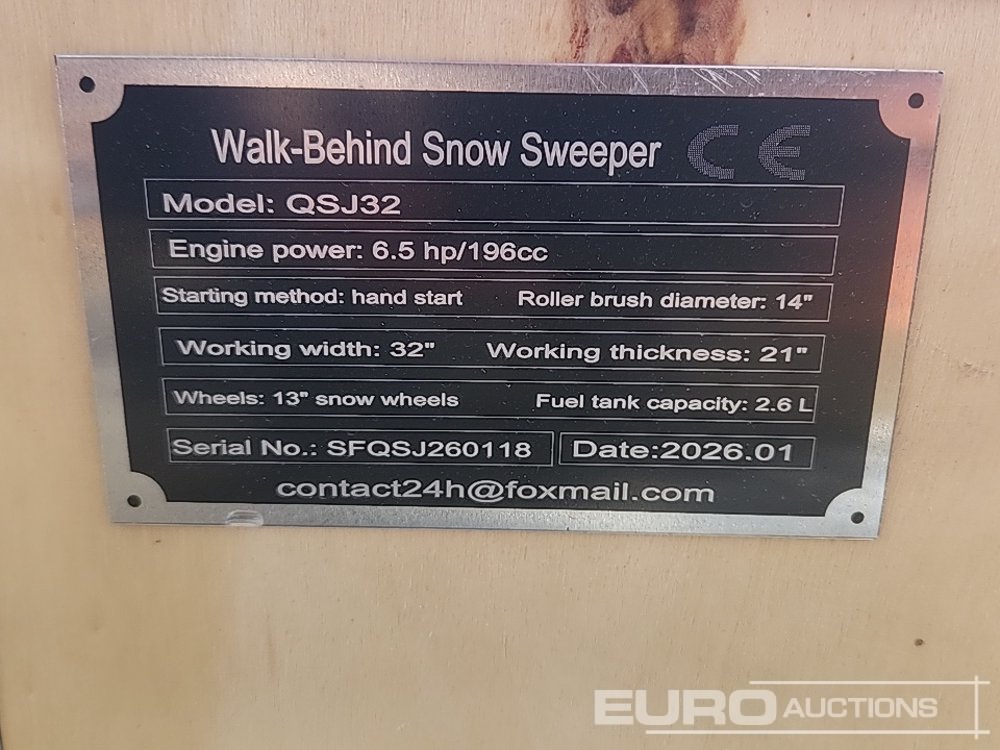 Walk-Behind Snow Sweeper CE
Model: QSJ32
Engine power: 6.5 hp/196cc
Starting method: hand start Roller brush diameter: 14"
Working width: 32" Working thickness: 21"
Wheels: 13" snow wheels Fuel tank capacity: 2.6 L
Serial No.: SFQSJ260118 Date:2026.01
contact24h@foxmail.com
EURO AUCTIONS